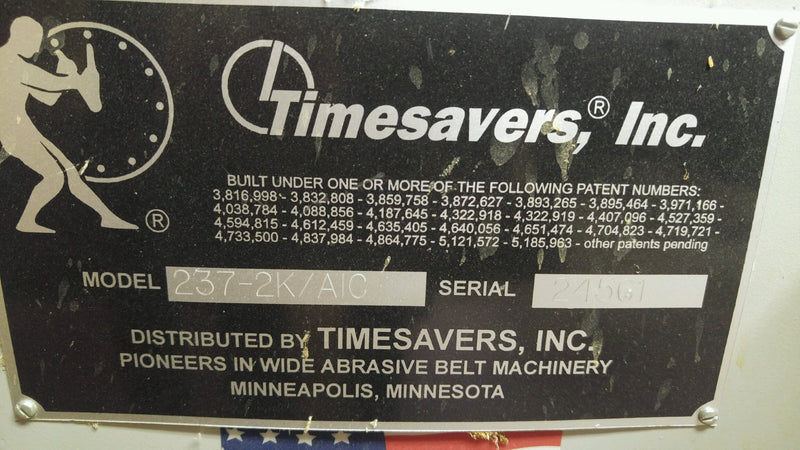 Timesavers,® Inc.
®
BUILT UNDER ONE OR MORE OF THE FOLLOWING PATENT NUMBERS:
3,816,998 - 3,832,808 - 3,859,758 - 3,872,627 - 3,893,265 - 3,895,464 - 3,971,166 -
4,038,784 - 4,088,856 - 4,187,645 - 4,322,918 - 4,322,919 - 4,407,096 - 4,527,359 -
4,594,815 - 4,612,459 - 4,635,405 - 4,640,056 - 4,651,474 - 4,704,823 - 4,719,721 -
4,733,500 - 4,837,984 - 4,864,775 - 5,121,572 - 5,185,963 - other patents pending
MODEL 237-2K/AIC SERIAL
DISTRIBUTED BY TIMESAVERS, INC.
PIONEERS IN WIDE ABRASIVE BELT MACHINERY
MINNEAPOLIS, MINNESOTA